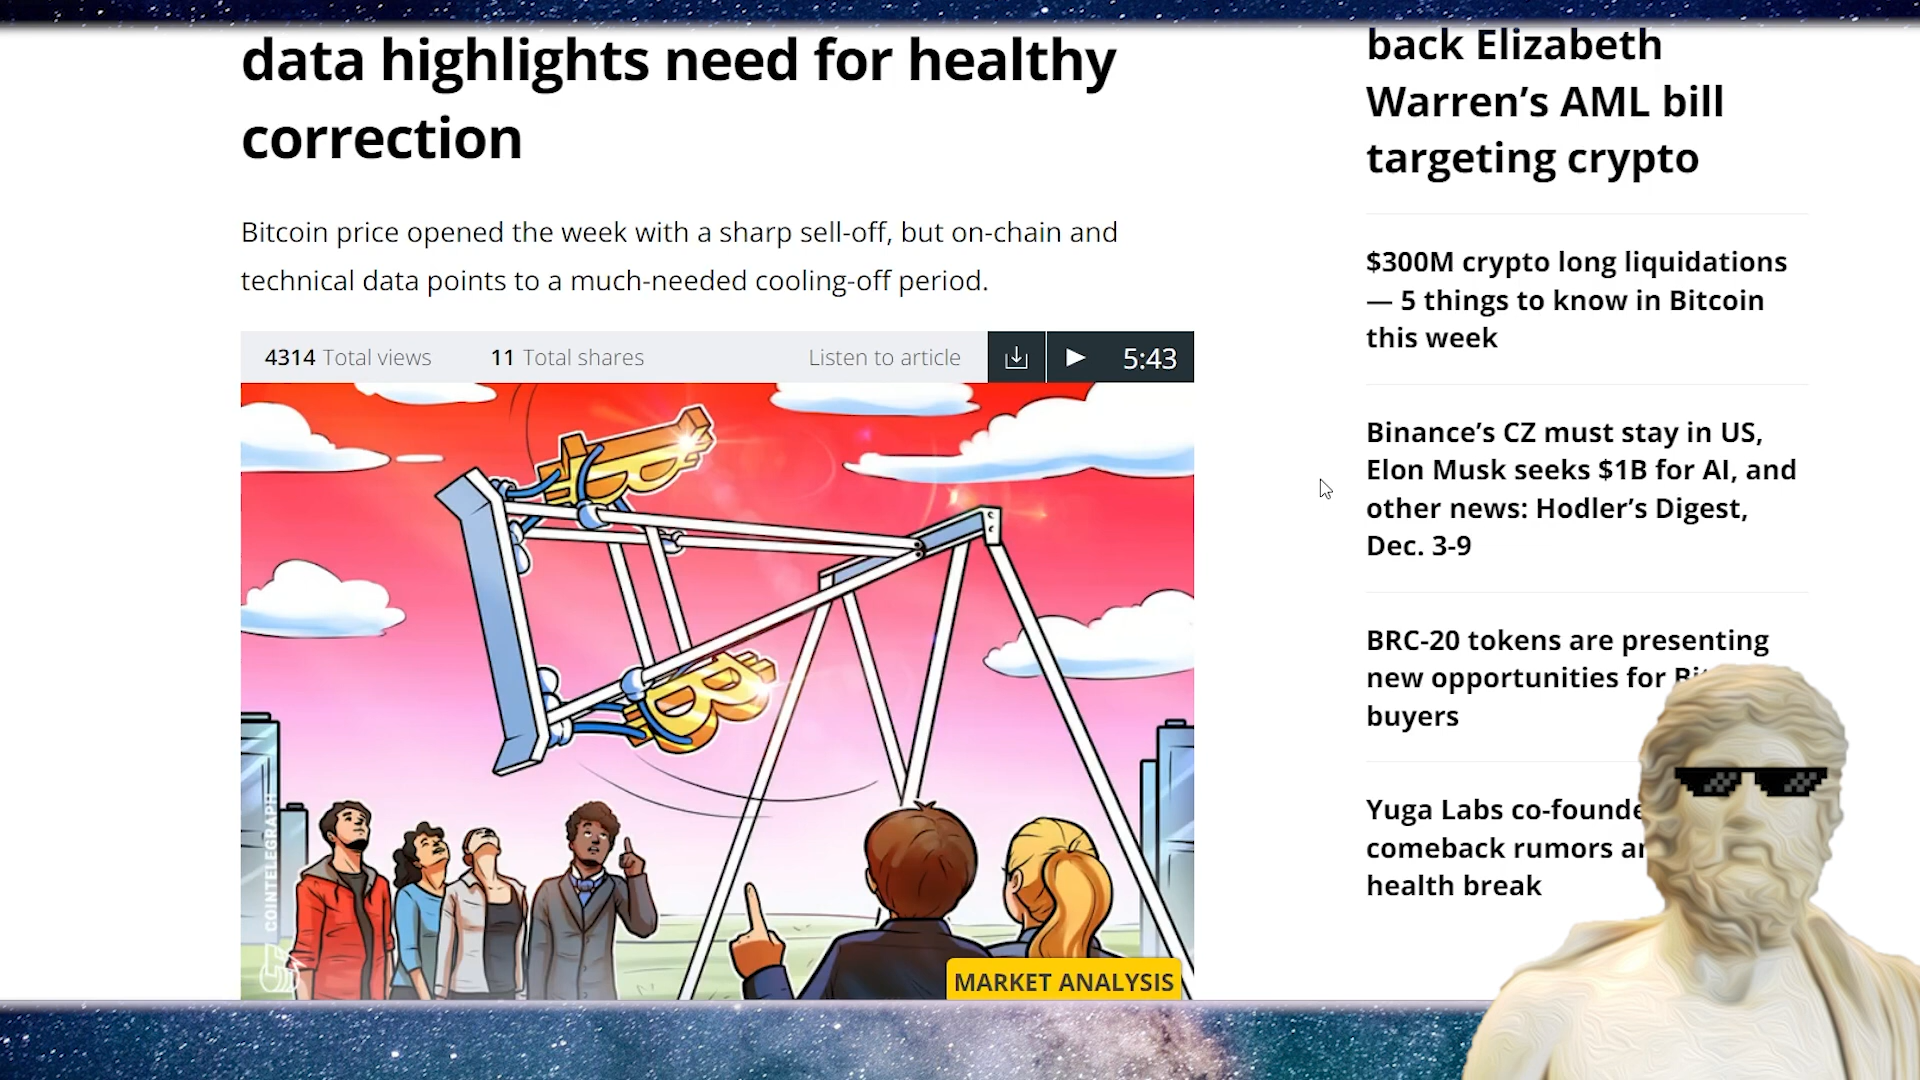 data highlights need for healthy
correction
Bitcoin price opened the week with a sharp sell-off, but on-chain and
technical data points to a much-needed cooling-off period.
4314 Total views 11 Total shares Listen to article 5:43
COINTELEGRAPH
MARKET ANALYSIS
back Elizabeth
Warren’s AML bill
targeting crypto
$300M crypto long liquidations
— 5 things to know in Bitcoin
this week
Binance’s CZ must stay in US,
Elon Musk seeks $1B for AI, and
other news: Hodler’s Digest,
Dec. 3-9
BRC-20 tokens are presenting
new opportunities for
buyers
Yuga Labs
comeback rumors
health break